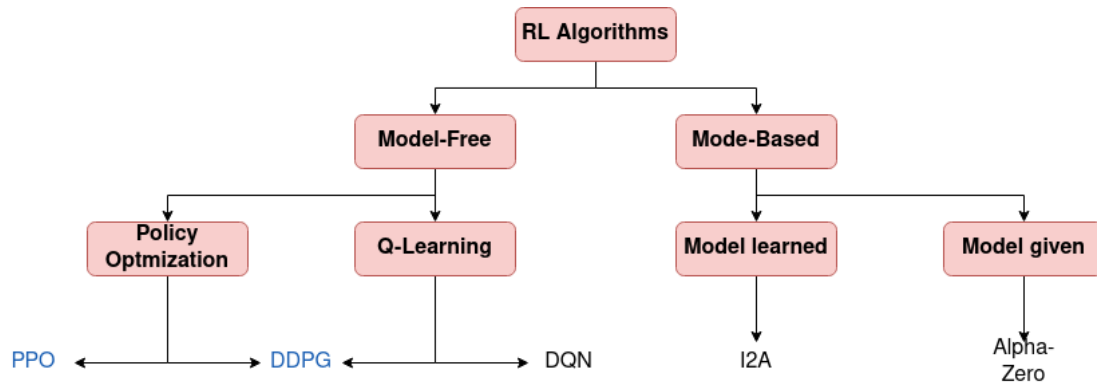 RL Algorithms
Model-Free
Mode-Based
Policy
Optmization
Q-Learning
Model learned
Model given
PPO
DDPG
DQN
I2A
Alpha-
Zero